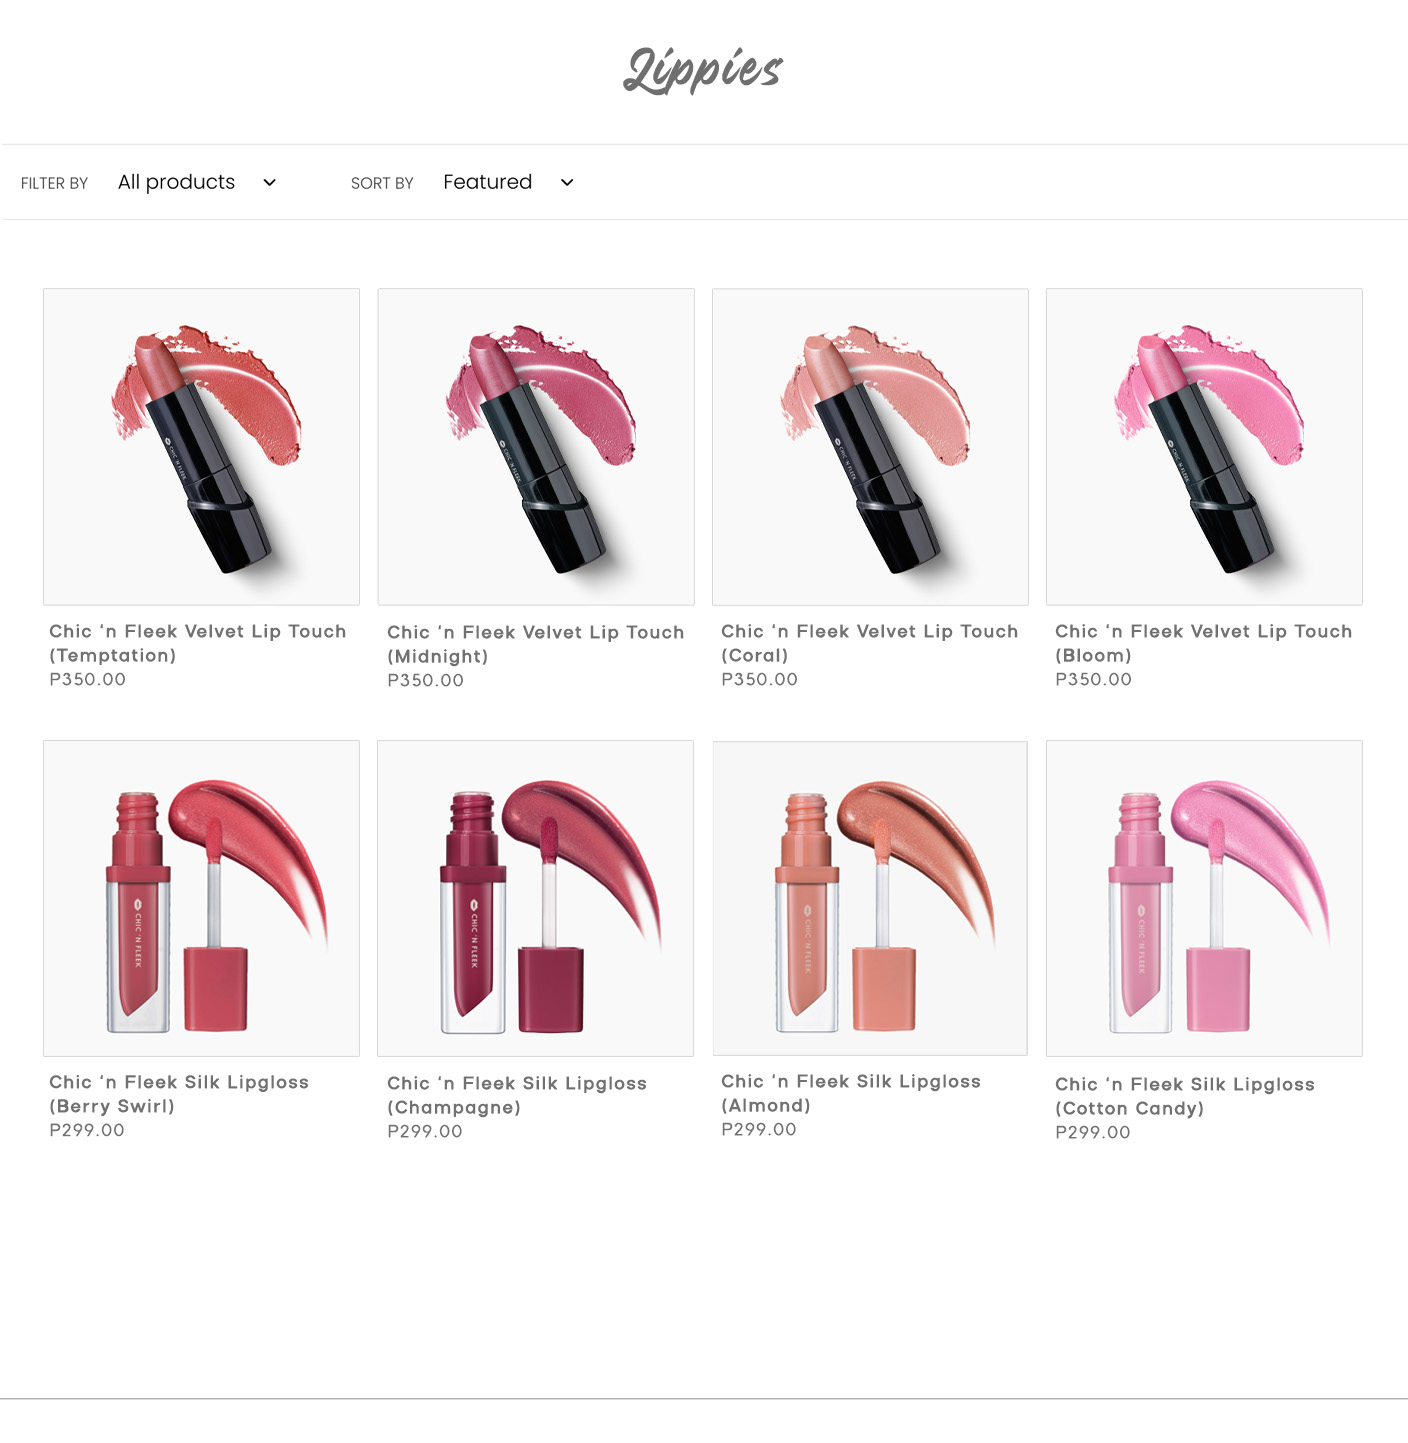 Lippies
FILTER BY All products SORT BY Featured
CHIC 'N FLEEK
CHIC 'N FLEEK
CHIC 'N FLEEK
CHIC 'N FLEEK
Chic ‘n Fleek Velvet Lip Touch
(Temptation)
P350.00
Chic ‘n Fleek Velvet Lip Touch
(Midnight)
P350.00
Chic ‘n Fleek Velvet Lip Touch
(Coral)
P350.00
Chic ‘n Fleek Velvet Lip Touch
(Bloom)
P350.00
CHIC 'N FLEEK
CHIC 'N FLEEK
CHIC 'N FLEEK
CHIC 'N FLEEK
Chic ‘n Fleek Silk Lipgloss
(Berry Swirl)
P299.00
Chic ‘n Fleek Silk Lipgloss
(Champagne)
P299.00
Chic ‘n Fleek Silk Lipgloss
(Almond)
P299.00
Chic ‘n Fleek Silk Lipgloss
(Cotton Candy)
P299.00